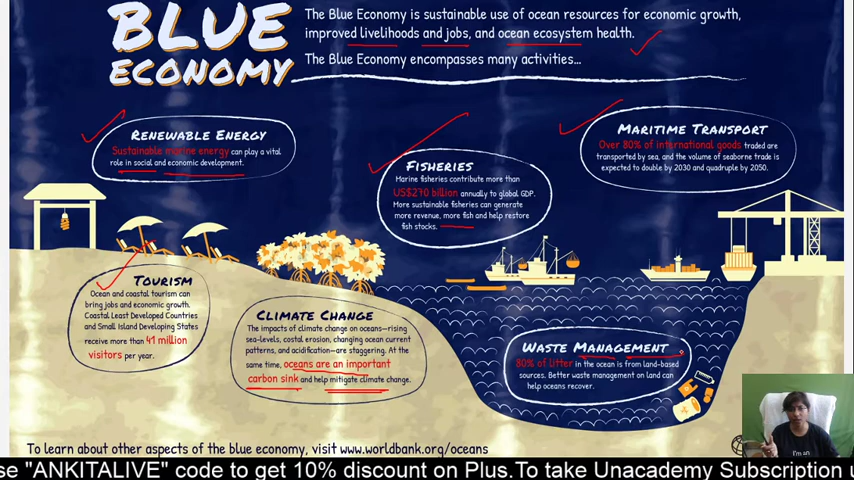 BLUE
ECONOMY
The Blue Economy is sustainable use of ocean resources for economic growth,
improved livelihoods and jobs, and ocean ecosystem health.
The Blue Economy encompasses many activities...
RENEWABLE ENERGY
Sustainable marine energy can play a vital
role in social and economic development.
FISHERIES
Marine fisheries contribute more than
US$270 billion annually to global GDP.
More sustainable fisheries can generate
more revenue, more fish and help restore
fish stocks.
MARITIME TRANSPORT
Over 80% of international goods traded are
transported by sea, and the volume of seaborne trade is
expected to double by 2030 and quadruple by 2050.
TOURISM
Ocean and coastal tourism can
bring jobs and economic growth.
Coastal Least Developed Countries
and Small Island Developing States
receive more than 41 million
visitors per year.
CLIMATE CHANGE
The impacts of climate change on oceans—rising
sea-levels, costal erosion, changing ocean current
patterns, and acidification—are staggering. At the
same time, oceans are an important
carbon sink and help mitigate climate change.
WASTE MANAGEMENT
80% of litter in the ocean is from land-based
sources. Better waste management on land can
help oceans recover.
To learn about other aspects of the blue economy, visit www.worldbank.org/oceans
I'm an
se "ANKITALIVE" code to get 10% discount on Plus.To take Unacademy Subscription u